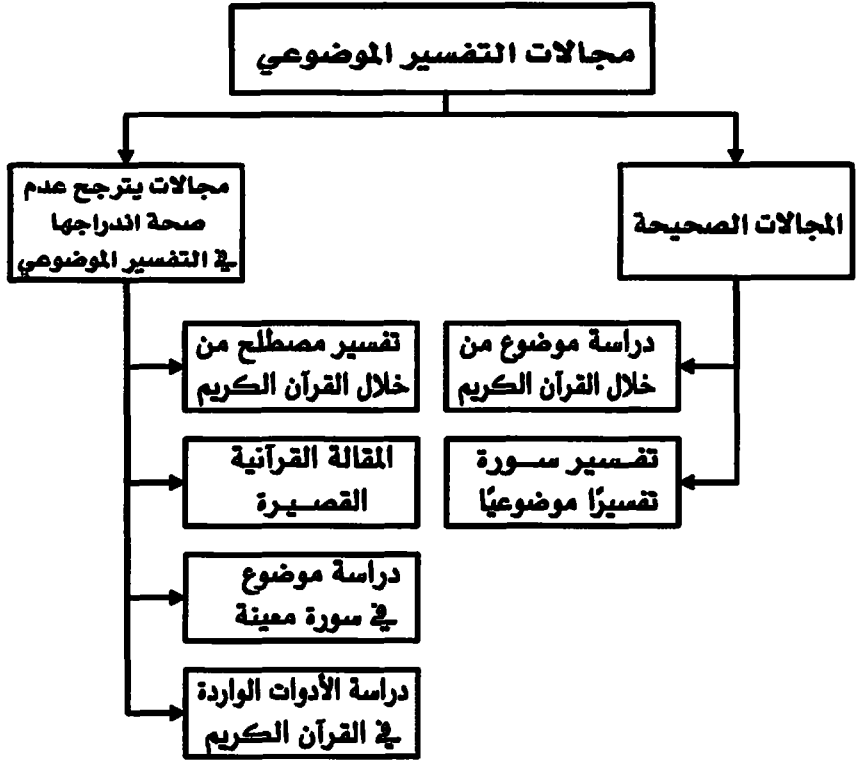 مجالات التفسير الموضوعي
المجالات الصحيحة
مجالات يترجح عدم
صحة اندراجها
في التفسير الموضوعي
دراسة موضوع من
خلال القرآن الكريم
تفسير سورة
تفسيرًا موضوعيًا
تفسير مصطلح من
خلال القرآن الكريم
المقالة القرآنية
القصيرة
دراسة موضوع
في سورة معينة
دراسة الأدوات الواردة
في القرآن الكريم